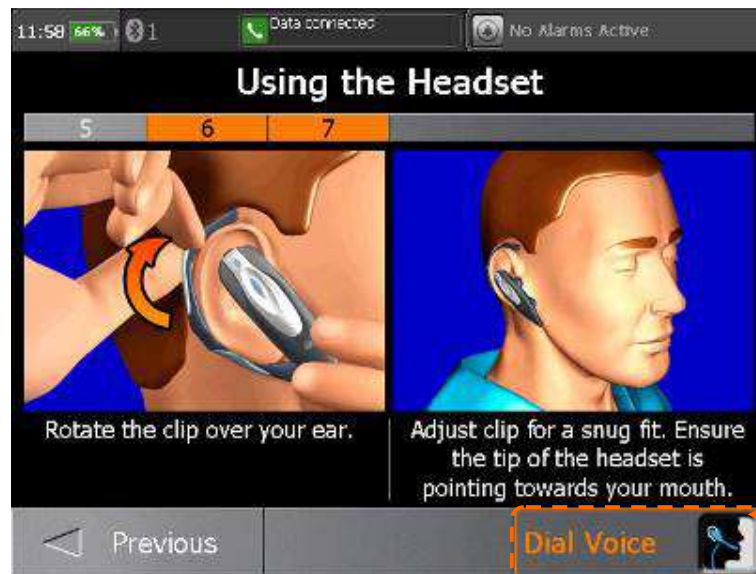 11:58 66% 1 Data connected No Alarms Active
Using the Headset
5 6 7
Rotate the clip over your ear.
Adjust clip for a snug fit. Ensure
the tip of the headset is
pointing towards your mouth.
Previous Dial Voice